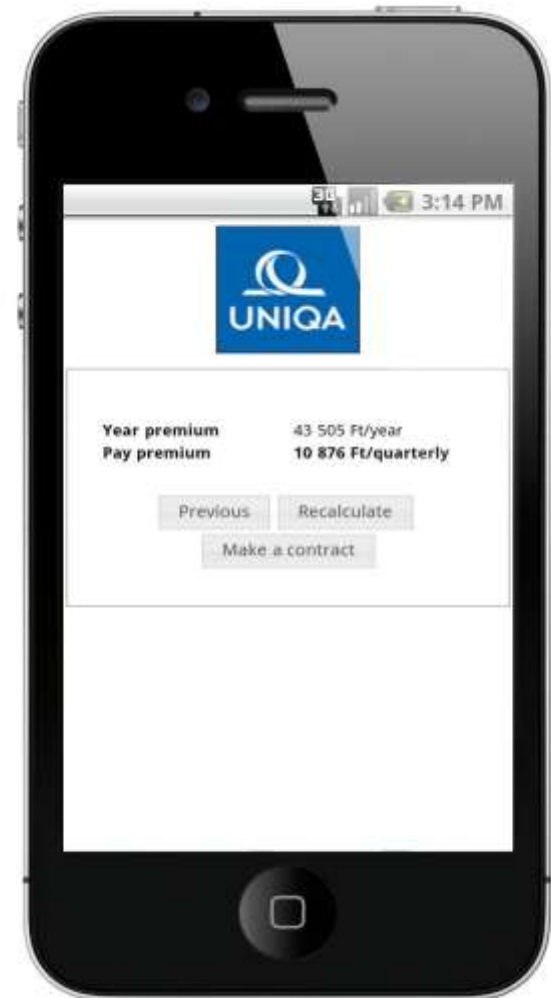 3G 3:14 PM
UNIQA
Year premium 43 505 Ft/year
Pay premium 10 876 Ft/quarterly
Previous Recalculate
Make a contract